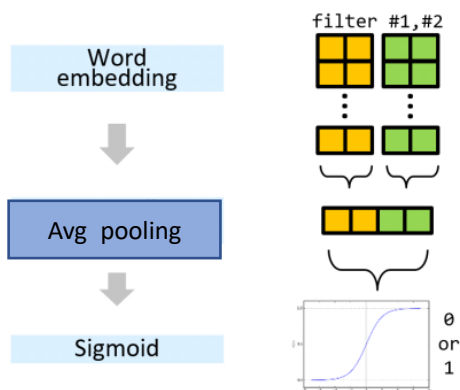 filter #1,#2
Word
embedding
Avg pooling
Sigmoid
0
or
1